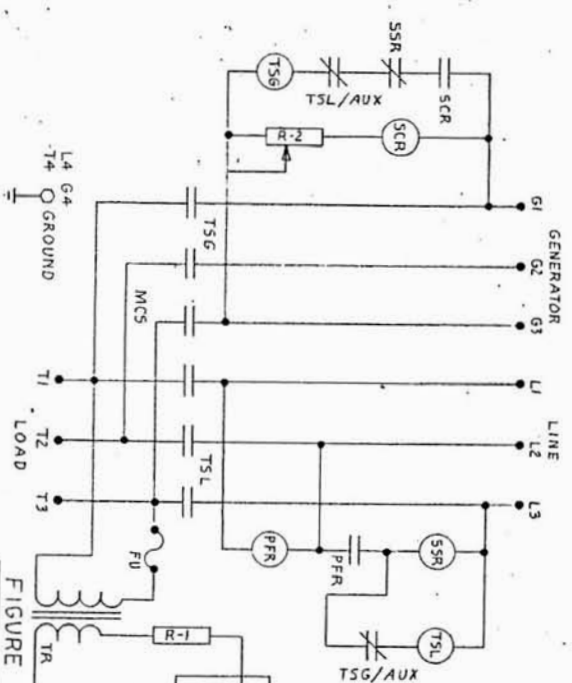 TSG
TSL/AUX
SSR
SCR
R-2
SCR
L4 G4
T4
GROUND
TSG
MCS
TSL
G1
G2
G3
GENERATOR
L1
L2
L3
LINE
T1
T2
T3
LOAD
FU
PFR
PFR
SSR
TSL
TSG/AUX
TR
R-1
FIGURE